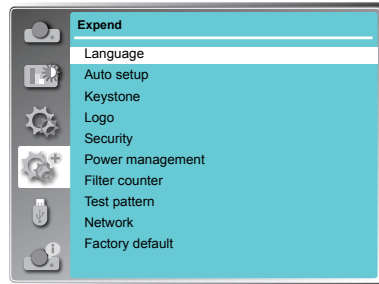 Expend
Language
Auto setup
Keystone
Logo
Security
Power management
Filter counter
Test pattern
Network
Factory default